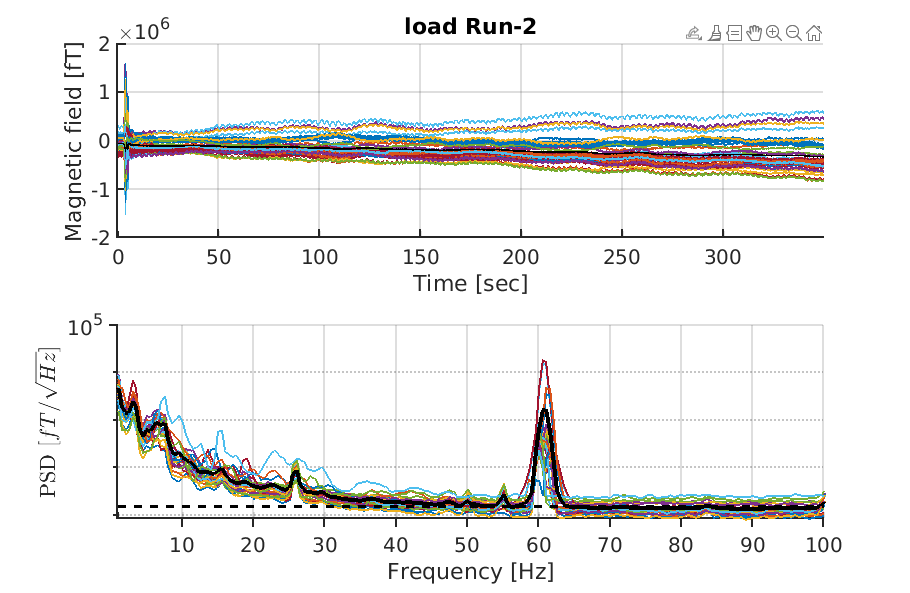 load Run-2
×10^6
Magnetic field [fT]
2
1
0
-1
-2
0 50 100 150 200 250 300
Time [sec]
PSD [fT/√Hz]
10^5
10 20 30 40 50 60 70 80 90 100
Frequency [Hz]